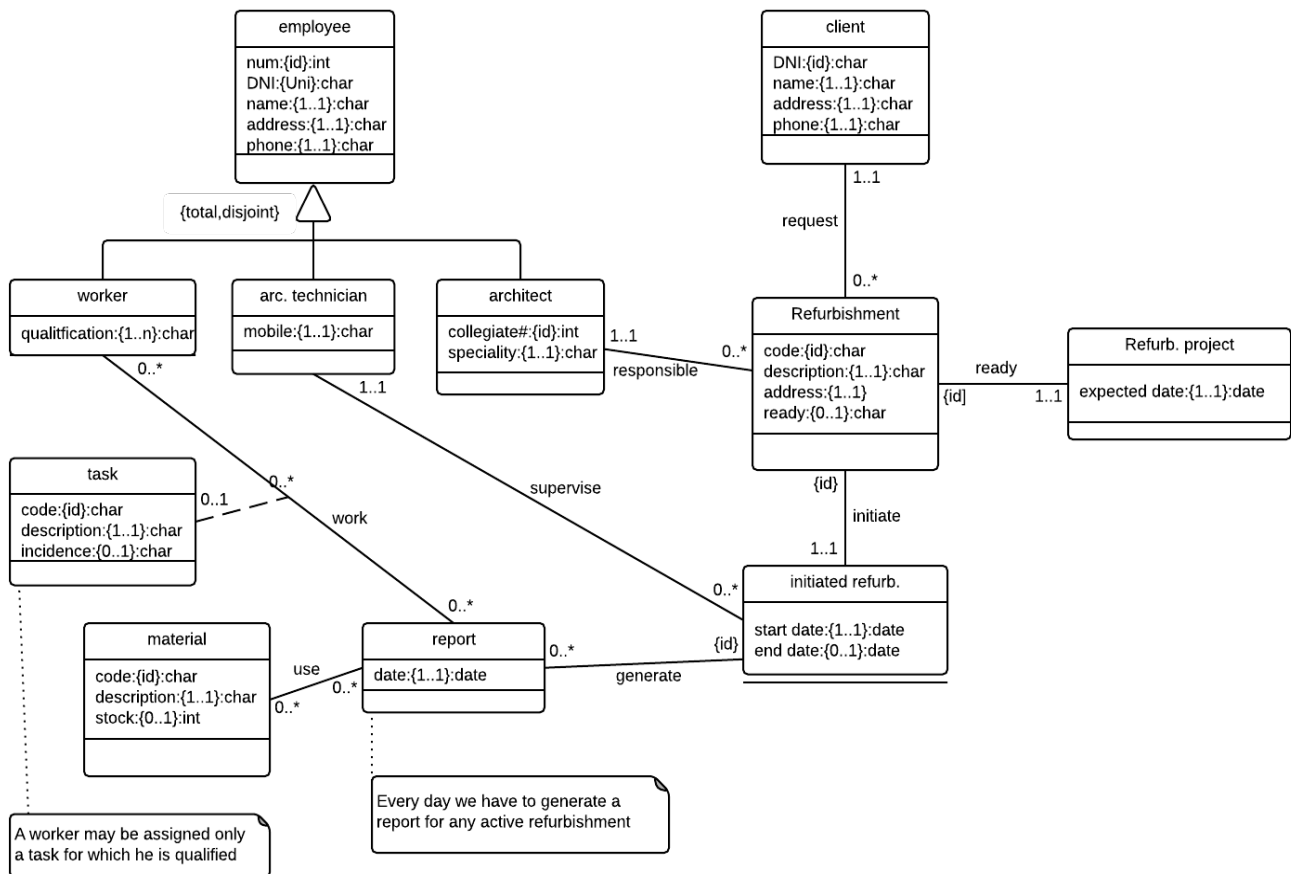 employee
num:{id}:int
DNI:{Uni}:char
name:{1..1}:char
address:{1..1}:char
phone:{1..1}:char
client
DNI:{id}:char
name:{1..1}:char
address:{1..1}:char
phone:{1..1}:char
{total,disjoint}
1..1
request
0..*
worker
qualitfication:{1..n}:char
0..*
arc. technician
mobile:{1..1}:char
1..1
architect
collegiate#:{id}:int
speciality:{1..1}:char
1..1
responsible
0..*
Refurbishment
code:{id}:char
description:{1..1}:char
address:{1..1}
ready:{0..1}:char
ready
{id]
1..1
Refurb. project
expected date:{1..1}:date
{id}
initiate
1..1
task
code:{id}:char
description:{1..1}:char
incidence:{0..1}:char
0..1
0..*
work
0..*
supervise
0..*
initiated refurb.
start date:{1..1}:date
end date:{0..1}:date
{id}
generate
0..*
report
date:{1..1}:date
material
code:{id}:char
description:{1..1}:char
stock:{0..1}:int
use
0..*
0..*
Every day we have to generate a
report for any active refurbishment
A worker may be assigned only
a task for which he is qualified